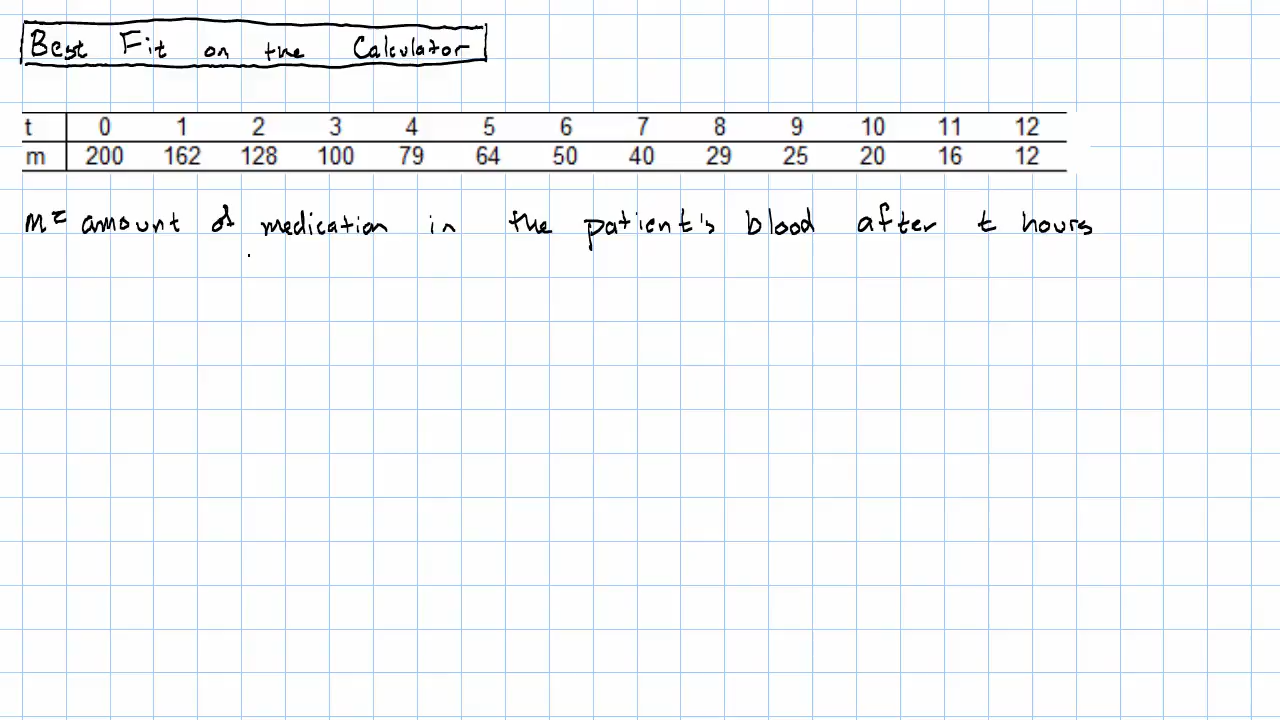 Best Fit on the Calculator
t 0 1 2 3 4 5 6 7 8 9 10 11 12
m 200 162 128 100 79 64 50 40 29 25 20 16 12
m= amount of medication in the patient's blood after t hours